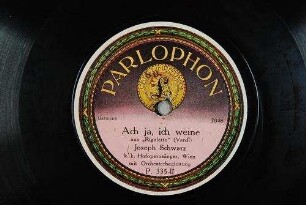 PARLOPHON
Ach ja, ich weine
aus „Rigoletto" (Verdi)
Joseph Schwarz
k.k. Hofopernsänger, Wien
mit Orchesterbegleitung
P. 335-II